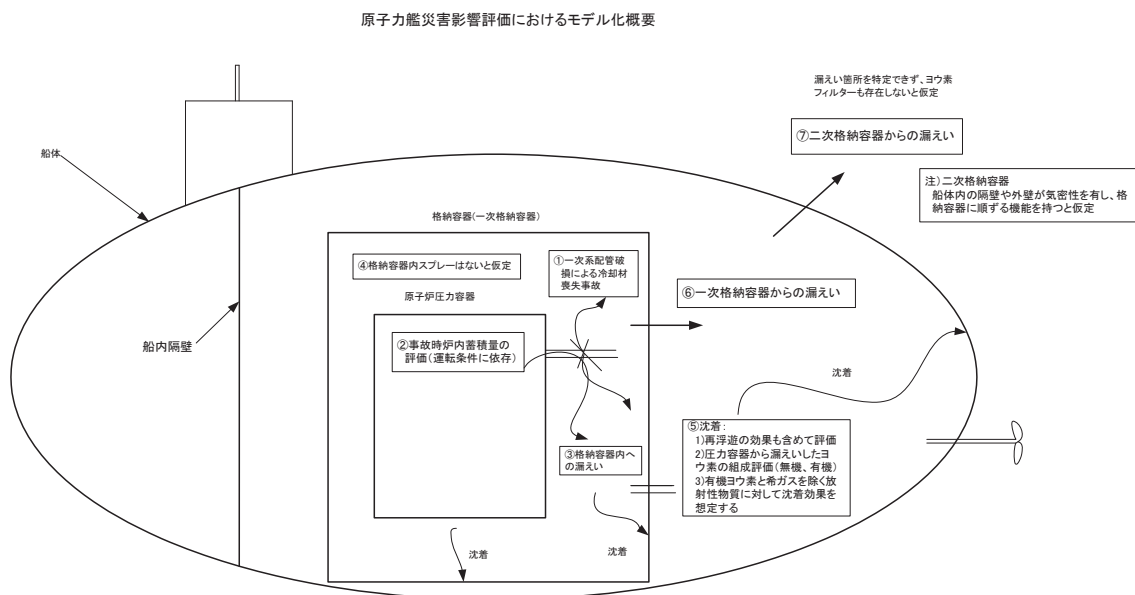 原子力艦災害影響評価におけるモデル化概要
漏えい箇所を特定できず、ヨウ素
フィルターも存在しないと仮定
⑦二次格納容器からの漏えい
船体
注）二次格納容器
船体内の隔壁や外壁が気密性を有し、格
納容器に順ずる機能を持つと仮定
格納容器（一次格納容器）
④格納容器内スプレーはないと仮定
①一次系配管破
損による冷却材
喪失事故
⑥一次格納容器からの漏えい
原子炉圧力容器
船内隔壁
②事故時炉内蓄積量の
評価（運転条件に依存）
沈着
⑤沈着：
1)再浮遊の効果も含めて評価
2)圧力容器から漏えいしたヨ
ウ素の組成評価（無機、有機）
3)有機ヨウ素と希ガスを除く放
射性物質に対して沈着効果を
想定する
③格納容器内へ
の漏えい
沈着
沈着